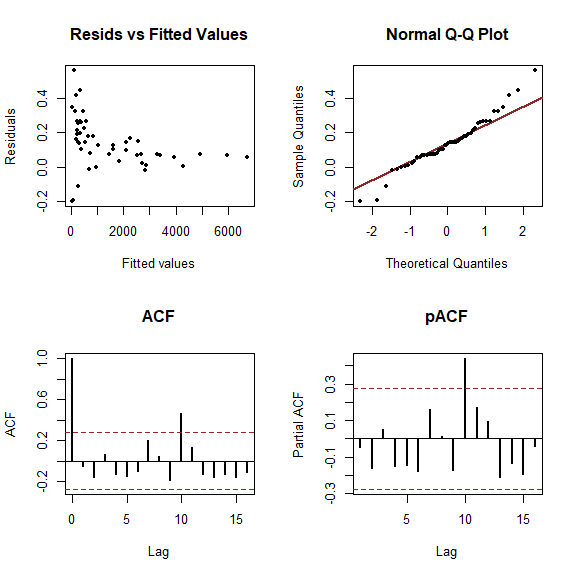 Resids vs Fitted Values
Residuals
-0.2 0.0 0.2 0.4
0 2000 4000 6000
Fitted values
Normal Q-Q Plot
Sample Quantiles
-0.2 0.0 0.2 0.4
-2 -1 0 1 2
Theoretical Quantiles
ACF
ACF
-0.2 0.2 0.6 1.0
0 5 10 15
Lag
pACF
Partial ACF
-0.3 -0.1 0.1 0.3
5 10 15
Lag